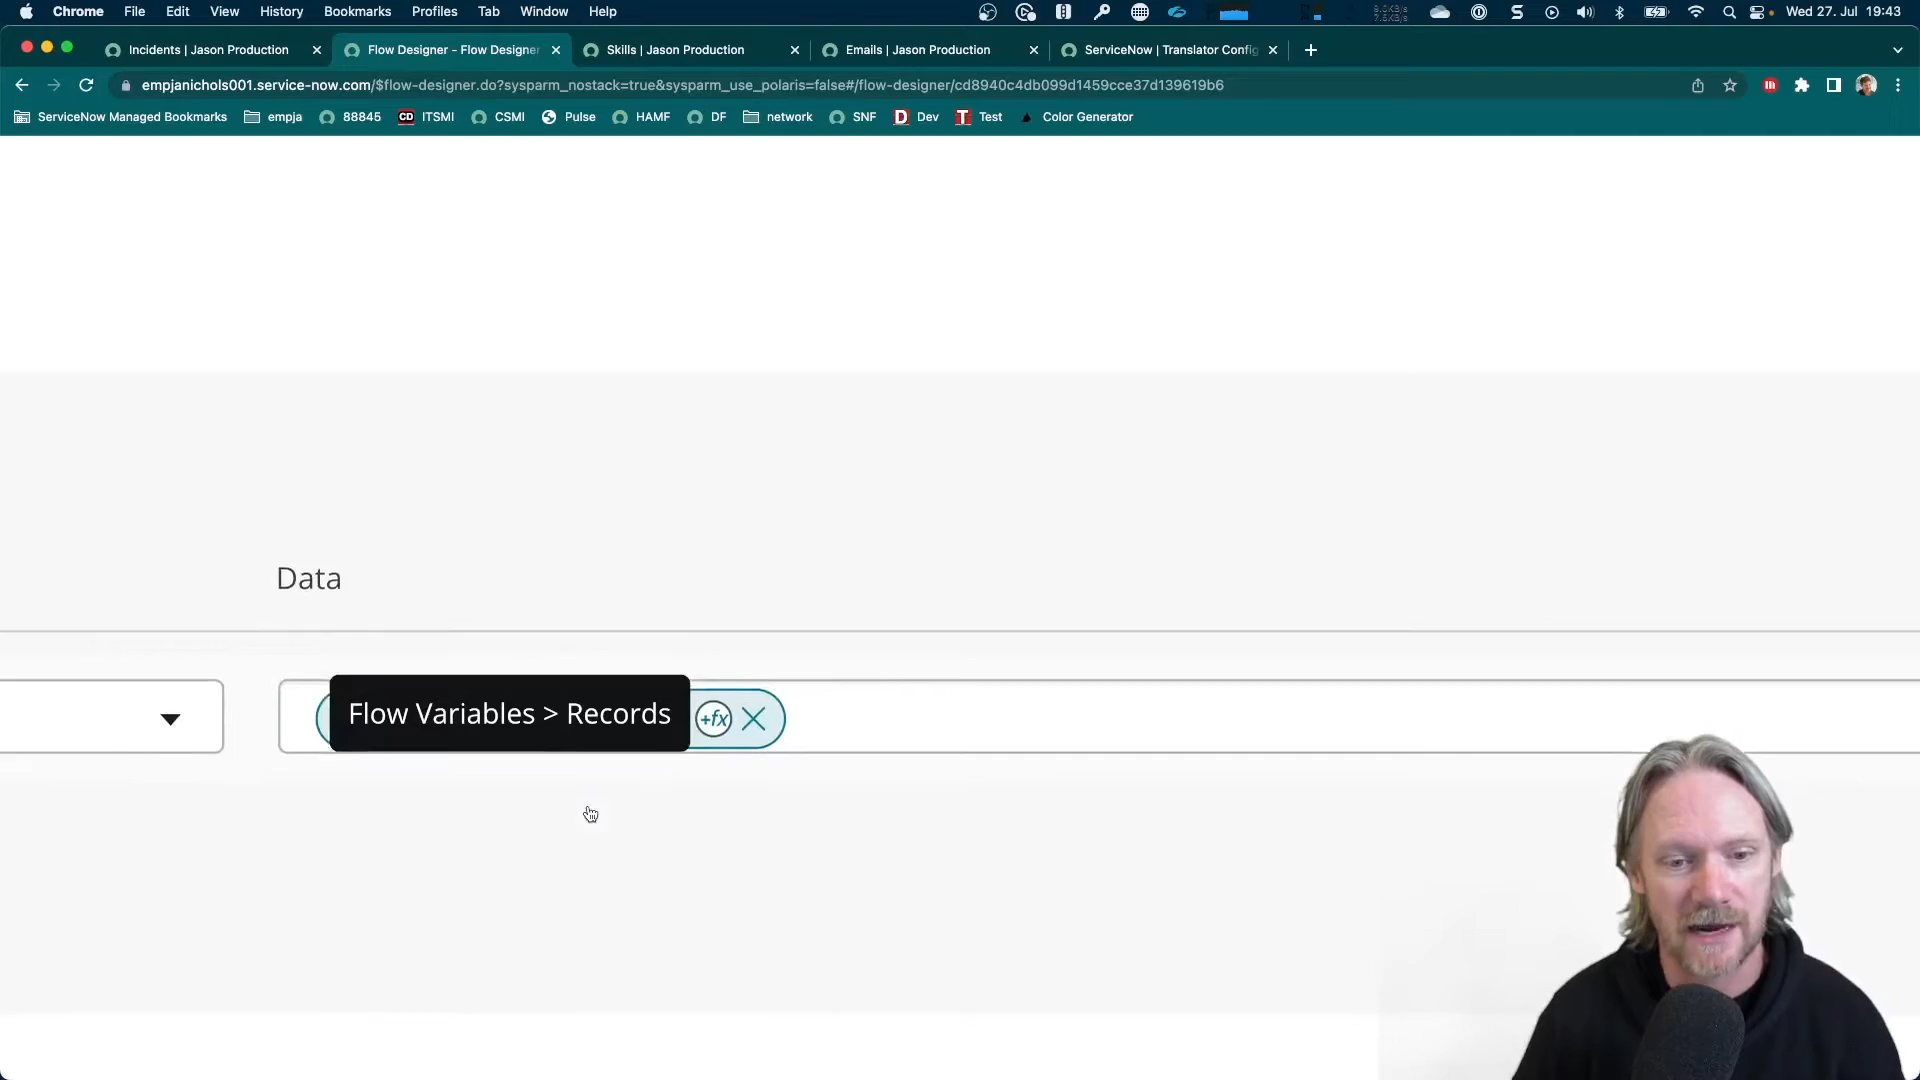 Chrome File Edit View History Bookmarks Profiles Tab Window Help Wed 27. Jul 19:43
Incidents | Jason Production Flow Designer - Flow Designer Skills | Jason Production Emails | Jason Production ServiceNow | Translator Config
empjanichols001.service-now.com/$flow-designer.do?sysparm_nostack=true&sysparm_use_polaris=false#/flow-designer/cd8940c4db099d1459cce37d139619b6
ServiceNow Managed Bookmarks empja 88845 CD ITSMI CSMI Pulse HAMF DF network SNF D Dev T Test Color Generator
Data
Flow Variables > Records +fx